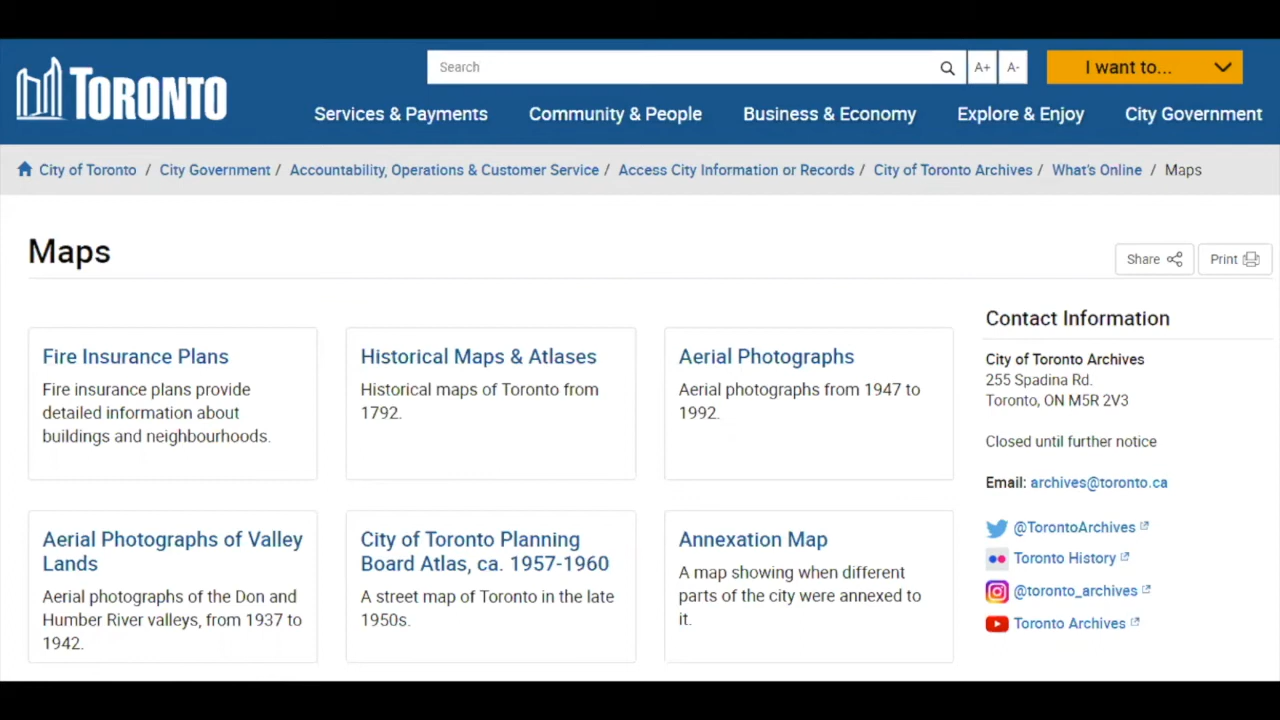 TORONTO
Search
A+
A-
I want to...
Services & Payments
Community & People
Business & Economy
Explore & Enjoy
City Government
City of Toronto / City Government / Accountability, Operations & Customer Service / Access City Information or Records / City of Toronto Archives / What's Online / Maps
Maps
Share
Print
Fire Insurance Plans
Fire insurance plans provide
detailed information about
buildings and neighbourhoods.
Historical Maps & Atlases
Historical maps of Toronto from
1792.
Aerial Photographs
Aerial photographs from 1947 to
1992.
Aerial Photographs of Valley
Lands
Aerial photographs of the Don and
Humber River valleys, from 1937 to
1942.
City of Toronto Planning
Board Atlas, ca. 1957-1960
A street map of Toronto in the late
1950s.
Annexation Map
A map showing when different
parts of the city were annexed to
it.
Contact Information
City of Toronto Archives
255 Spadina Rd.
Toronto, ON M5R 2V3
Closed until further notice
Email: archives@toronto.ca
@TorontoArchives
Toronto History
@toronto_archives
Toronto Archives